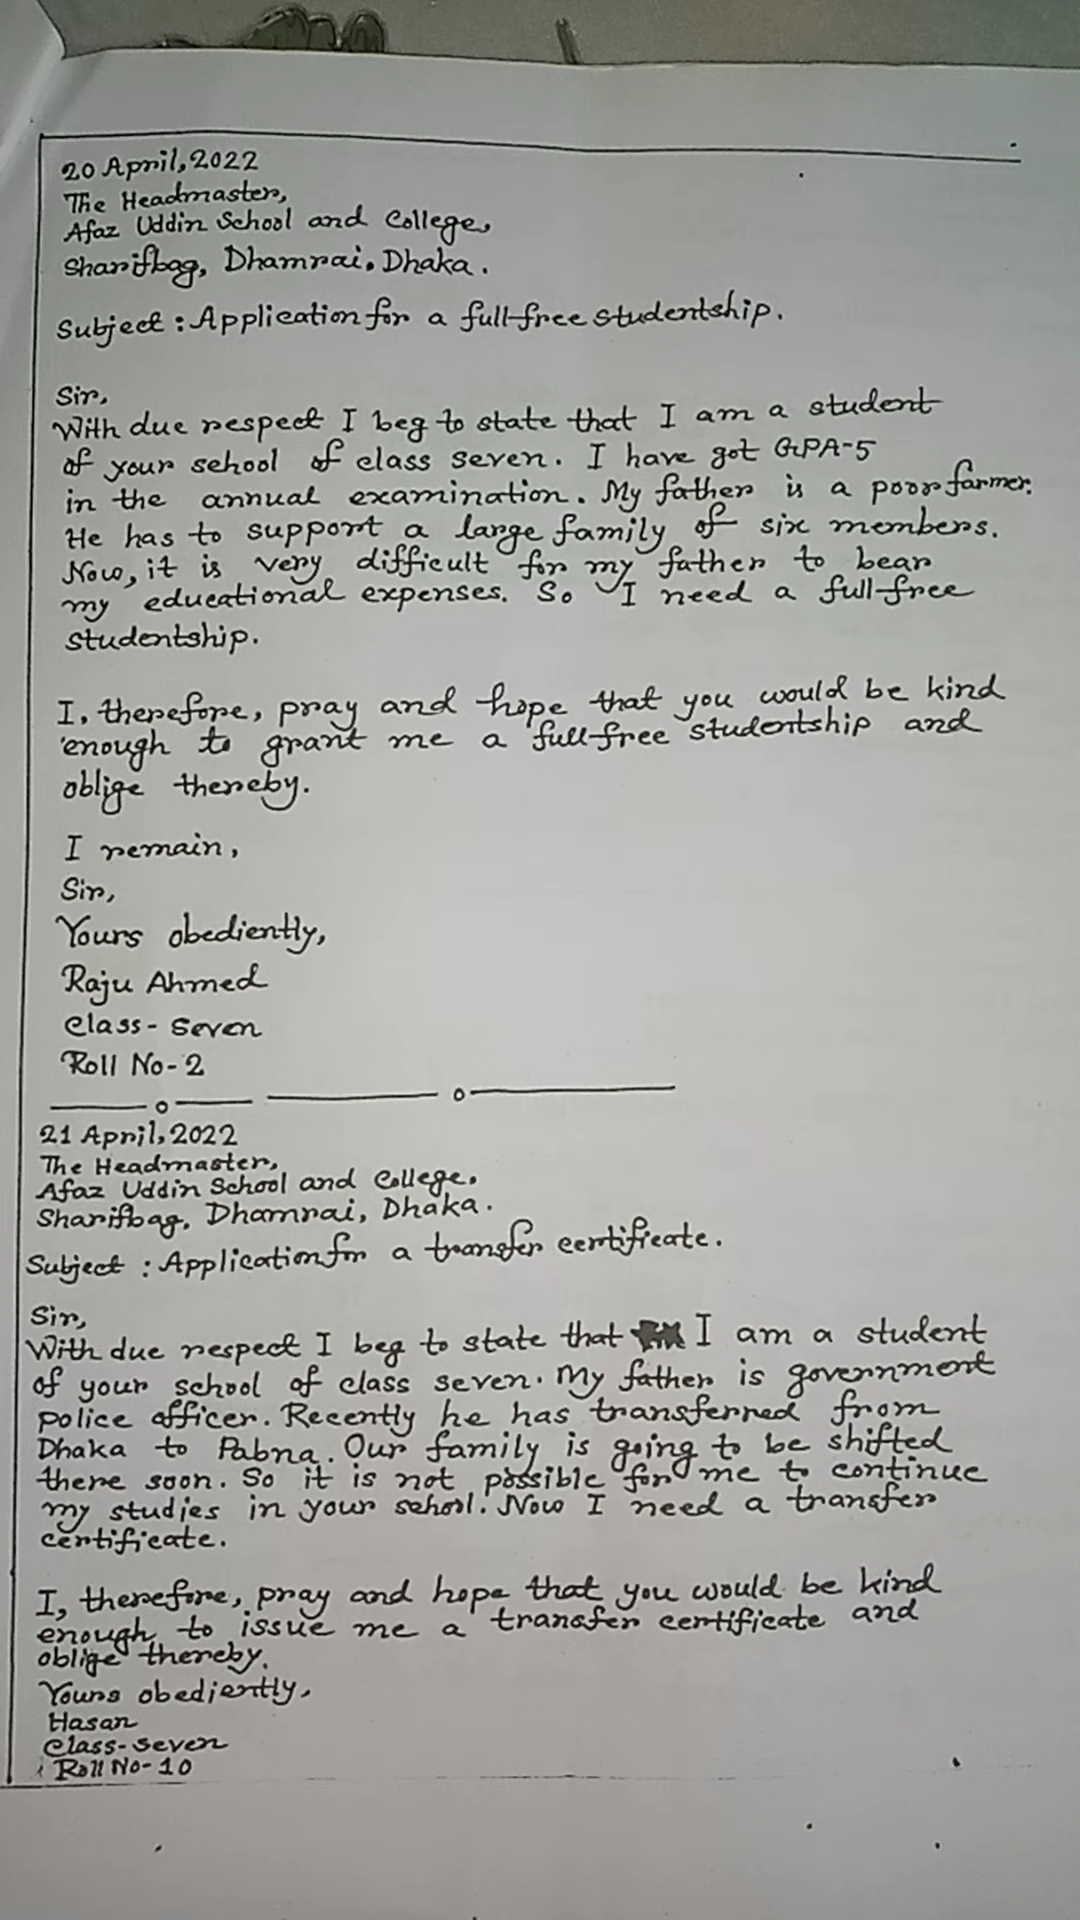 20 April, 2022
The Headmaster,
Afaz Uddin School and College,
Sharifbag, Dhamrai, Dhaka.
Subject : Application for a full-free studentship.
Sir,
With due respect I beg to state that I am a student
of your school of class seven. I have got GPA-5
in the annual examination. My father is a poor farmer.
He has to support a large family of six members.
Now, it is very difficult for my father to bear
my educational expenses. So I need a full-free
studentship.
I, therefore, pray and hope that you would be kind
enough to grant me a full-free studentship and
oblige thereby.
I remain,
Sir,
Yours obediently,
Raju Ahmed
Class- Seven
Roll No- 2
21 April, 2022
The Headmaster,
Afaz Uddin School and College,
Sharifbag, Dhamrai, Dhaka.
Subject : Application for a transfer certificate.
Sir,
With due respect I beg to state that I am a student
of your school of class seven. My father is government
police officer. Recently he has transferred from
Dhaka to Pabna. Our family is going to be shifted
there soon. So it is not possible for me to continue
my studies in your school. Now I need a transfer
certificate.
I, therefore, pray and hope that you would be kind
enough to issue me a transfer certificate and
oblige thereby.
Yours obediently,
Hasan
Class-Seven
Roll No- 10